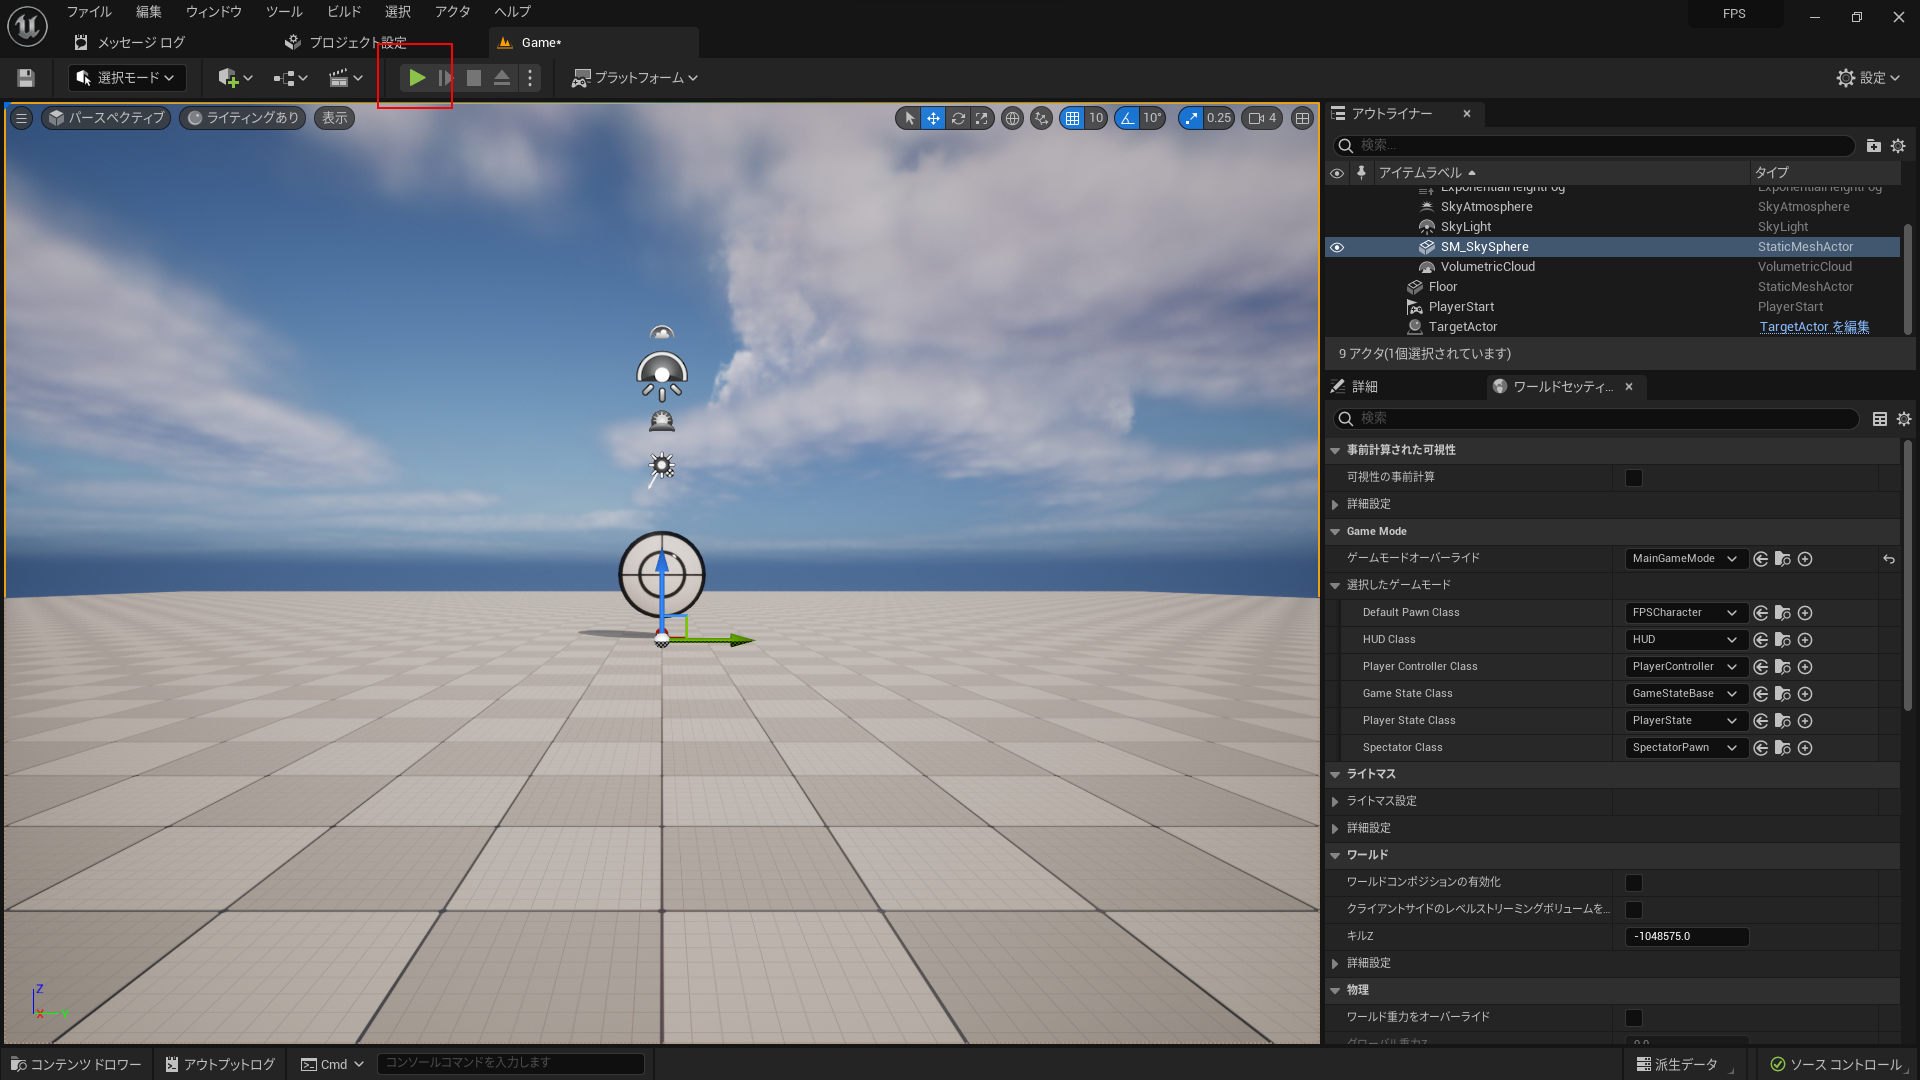 ファイル 編集 ウィンドウ ツール ビルド 選択 アクタ ヘルプ
FPS
メッセージ ログ
プロジェクト設定
Game*
選択モード
プラットフォーム
設定
パースペクティブ
ライティングあり
表示
10
10°
0.25
4
アウトライナー
検索...
アイテムラベル
タイプ
ExponentialHeightFog ExponentialHeightFog
SkyAtmosphere SkyAtmosphere
SkyLight SkyLight
SM_SkySphere StaticMeshActor
VolumetricCloud VolumetricCloud
Floor StaticMeshActor
PlayerStart PlayerStart
TargetActor TargetActor を編集
9 アクタ(1個選択されています)
詳細
ワールドセッティ...
検索
事前計算された可視性
可視性の事前計算
詳細設定
Game Mode
ゲームモードオーバーライド MainGameMode
選択したゲームモード
Default Pawn Class FPSCharacter
HUD Class HUD
Player Controller Class PlayerController
Game State Class GameStateBase
Player State Class PlayerState
Spectator Class SpectatorPawn
ライトマス
ライトマス設定
詳細設定
ワールド
ワールドコンポジションの有効化
クライアントサイドのレベルストリーミングボリュームを...
キルZ -1048575.0
詳細設定
物理
ワールド重力をオーバーライド
グローバル重力Z 0.0
Z
X
Y
コンテンツ ドロワー
アウトプットログ
Cmd
コンソールコマンドを入力します
派生データ
ソース コントロール